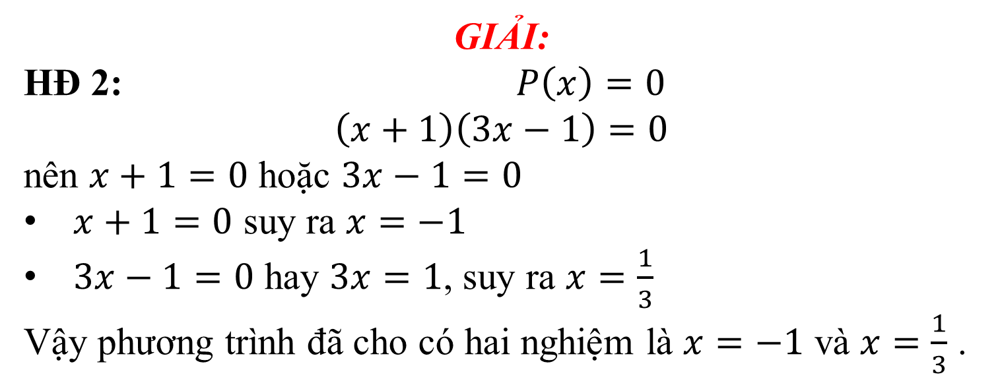 GIẢI:
HĐ 2: P(x) = 0
(x + 1)(3x − 1) = 0
nên x + 1 = 0 hoặc 3x − 1 = 0
• x + 1 = 0 suy ra x = −1
• 3x − 1 = 0 hay 3x = 1, suy ra x = 1/3
Vậy phương trình đã cho có hai nghiệm là x = −1 và x = 1/3 .